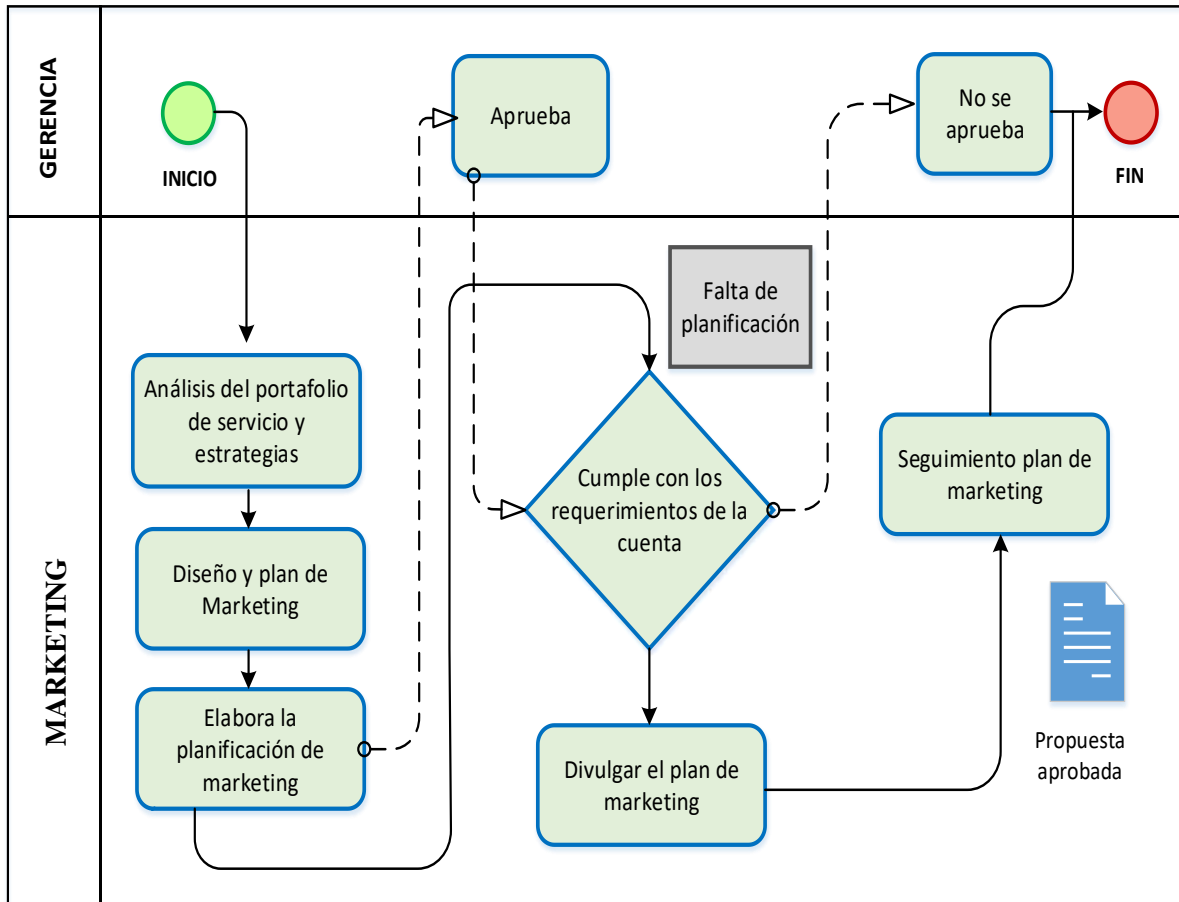 GERENCIA
INICIO
Aprueba
No se
aprueba
FIN
MARKETING
Análisis del portafolio
de servicio y
estrategias
Diseño y plan de
Marketing
Elabora la
planificación de
marketing
Falta de
planificación
Cumple con los
requerimientos de la
cuenta
Divulgar el plan de
marketing
Seguimiento plan de
marketing
Propuesta
aprobada